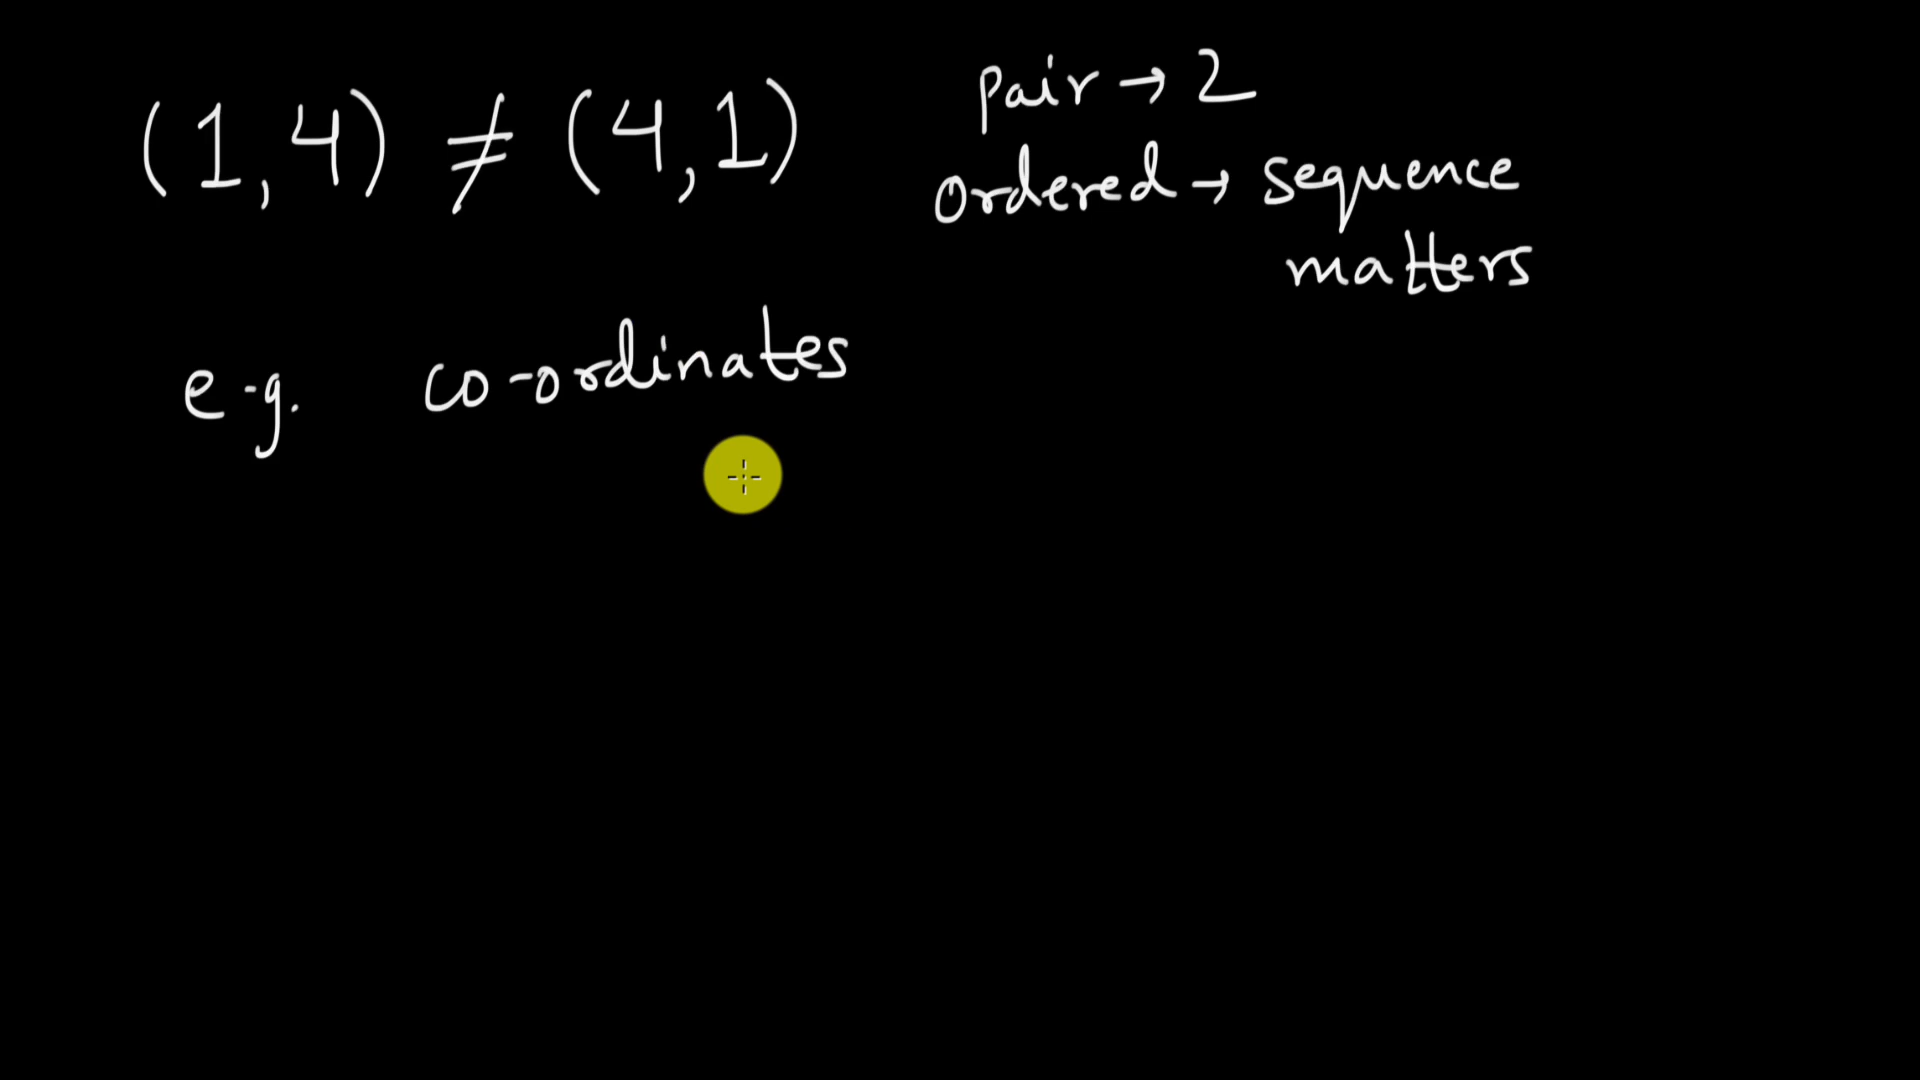 (1,4) ≠ (4,1)
pair → 2
ordered → sequence
matters
e.g. co-ordinates